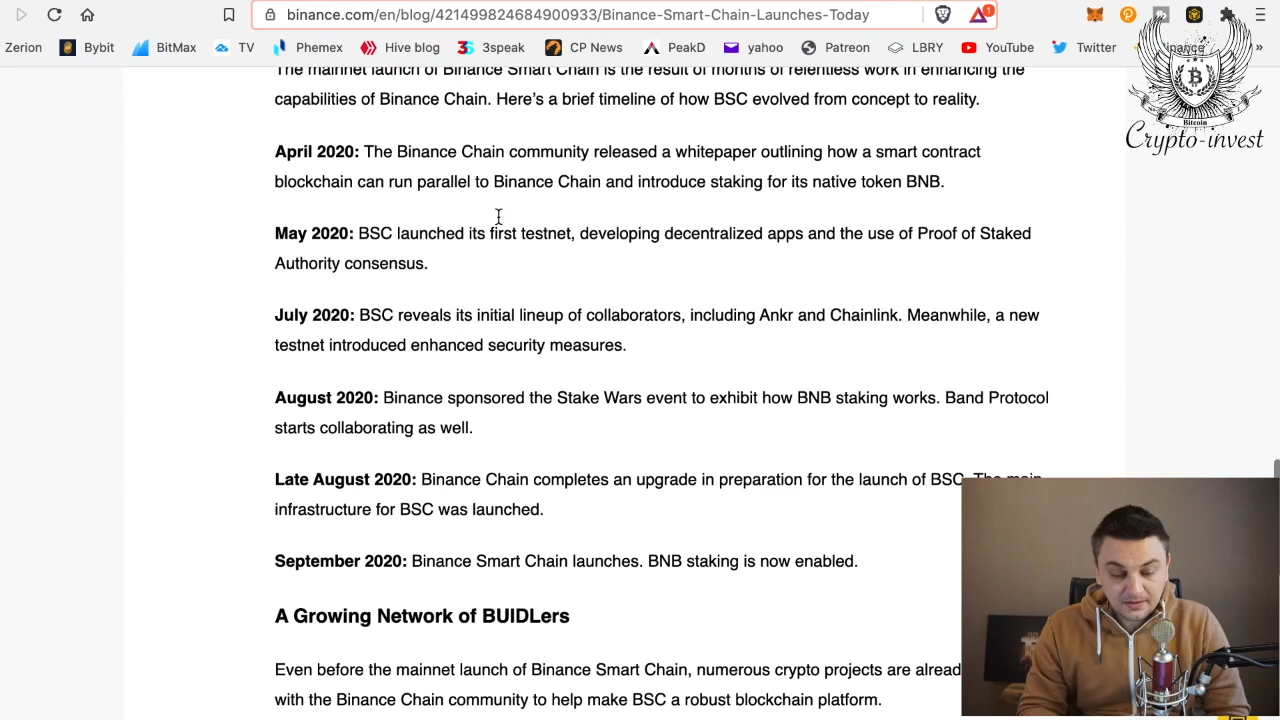 binance.com/en/blog/421499824684900933/Binance-Smart-Chain-Launches-Today
1
Zerion Bybit BitMax TV Phemex Hive blog 3speak CP News PeakD yahoo Patreon LBRY YouTube Twitter Binance »
The mainnet launch of Binance Smart Chain is the result of months of relentless work in enhancing the
capabilities of Binance Chain. Here's a brief timeline of how BSC evolved from concept to reality.
Bitcoin
Crypto-invest
April 2020: The Binance Chain community released a whitepaper outlining how a smart contract
blockchain can run parallel to Binance Chain and introduce staking for its native token BNB.
May 2020: BSC launched its first testnet, developing decentralized apps and the use of Proof of Staked
Authority consensus.
July 2020: BSC reveals its initial lineup of collaborators, including Ankr and Chainlink. Meanwhile, a new
testnet introduced enhanced security measures.
August 2020: Binance sponsored the Stake Wars event to exhibit how BNB staking works. Band Protocol
starts collaborating as well.
Late August 2020: Binance Chain completes an upgrade in preparation for the launch of BSC. The main
infrastructure for BSC was launched.
September 2020: Binance Smart Chain launches. BNB staking is now enabled.
A Growing Network of BUIDLers
Even before the mainnet launch of Binance Smart Chain, numerous crypto projects are alread
with the Binance Chain community to help make BSC a robust blockchain platform.